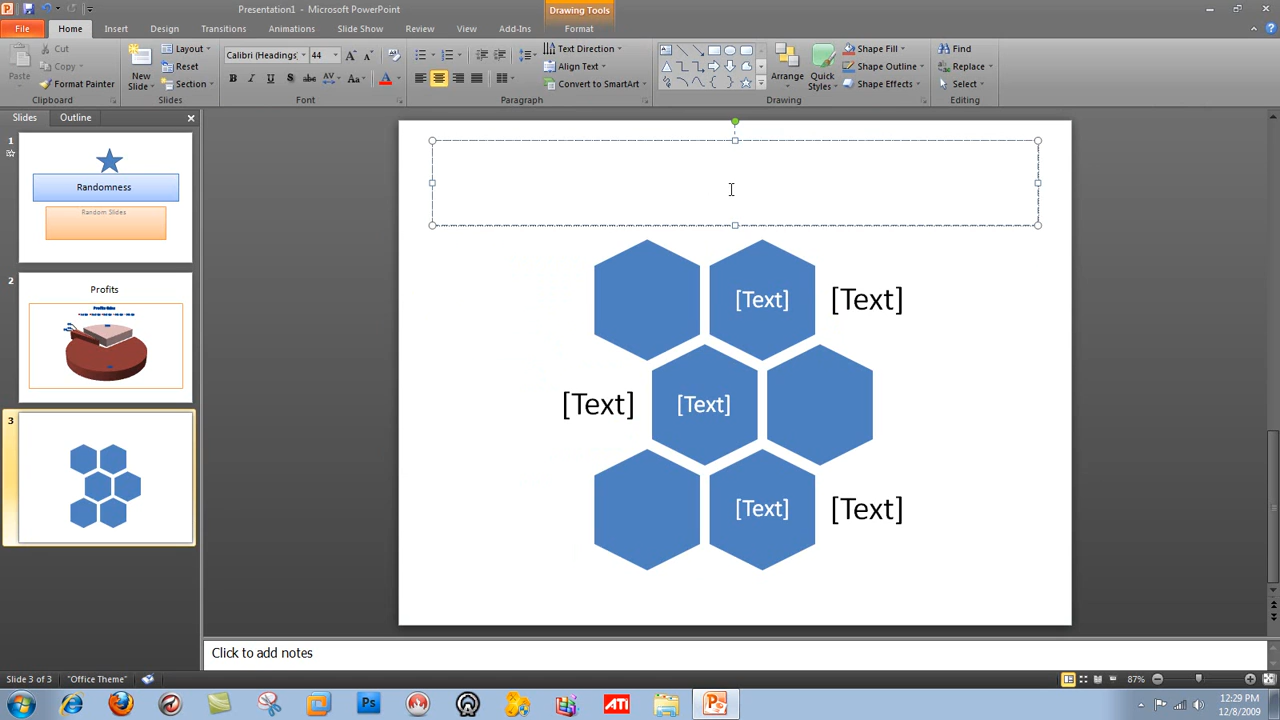 Presentation1 - Microsoft PowerPoint
Drawing Tools
File Home Insert Design Transitions Animations Slide Show Review View Add-Ins Format
Paste
Cut
Copy
Format Painter
Clipboard
New Slide
Layout
Reset
Section
Slides
Calibri (Headings) 44
Font
Text Direction
Align Text
Convert to SmartArt
Paragraph
Arrange
Quick Styles
Shape Fill
Shape Outline
Shape Effects
Drawing
Find
Replace
Select
Editing
Slides Outline
1
Randomness
Random Slides
2
Profits
3
[Text] [Text]
[Text] [Text]
[Text] [Text]
Click to add notes
Slide 3 of 3 "Office Theme" 87%
Ps ATI
12:29 PM
12/8/2009